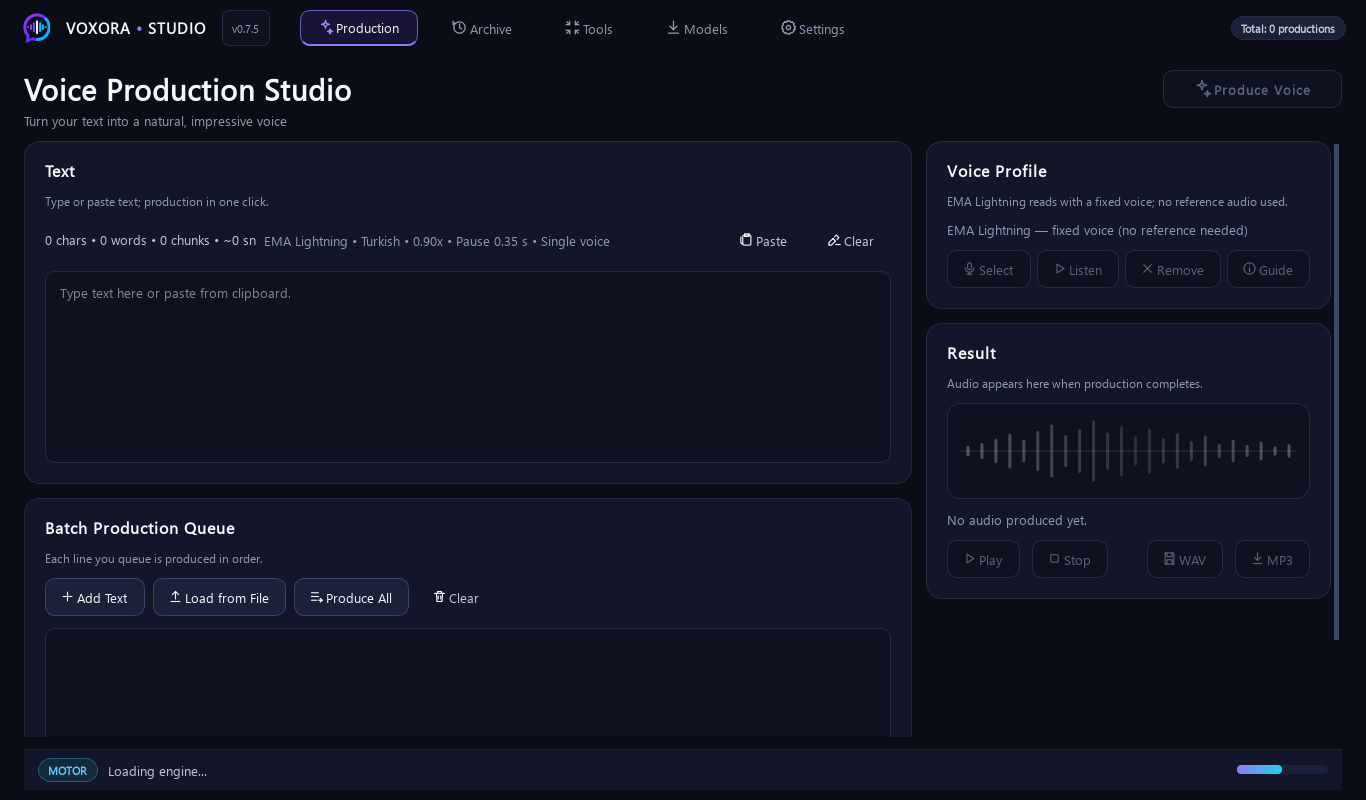 VOXORA • STUDIO v0.7.5 Production Archive Tools Models Settings Total: 0 productions
Voice Production Studio
Produce Voice
Turn your text into a natural, impressive voice
Text
Type or paste text; production in one click.
0 chars • 0 words • 0 chunks • ~0 sn EMA Lightning • Turkish • 0.90x • Pause 0.35 s • Single voice Paste Clear
Type text here or paste from clipboard.
Batch Production Queue
Each line you queue is produced in order.
Add Text Load from File Produce All Clear
Voice Profile
EMA Lightning reads with a fixed voice; no reference audio used.
EMA Lightning — fixed voice (no reference needed)
Select Listen Remove Guide
Result
Audio appears here when production completes.
No audio produced yet.
Play Stop WAV MP3
MOTOR Loading engine...